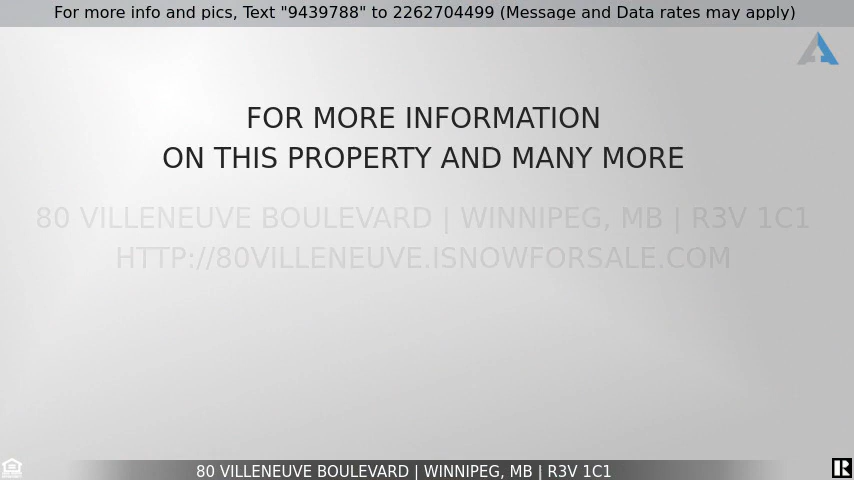 For more info and pics, Text "9439788" to 2262704499 (Message and Data rates may apply)
FOR MORE INFORMATION
ON THIS PROPERTY AND MANY MORE
80 VILLENEUVE BOULEVARD | WINNIPEG, MB | R3V 1C1
HTTP://80VILLENEUVE.ISNOWFORSALE.COM
80 VILLENEUVE BOULEVARD | WINNIPEG, MB | R3V 1C1